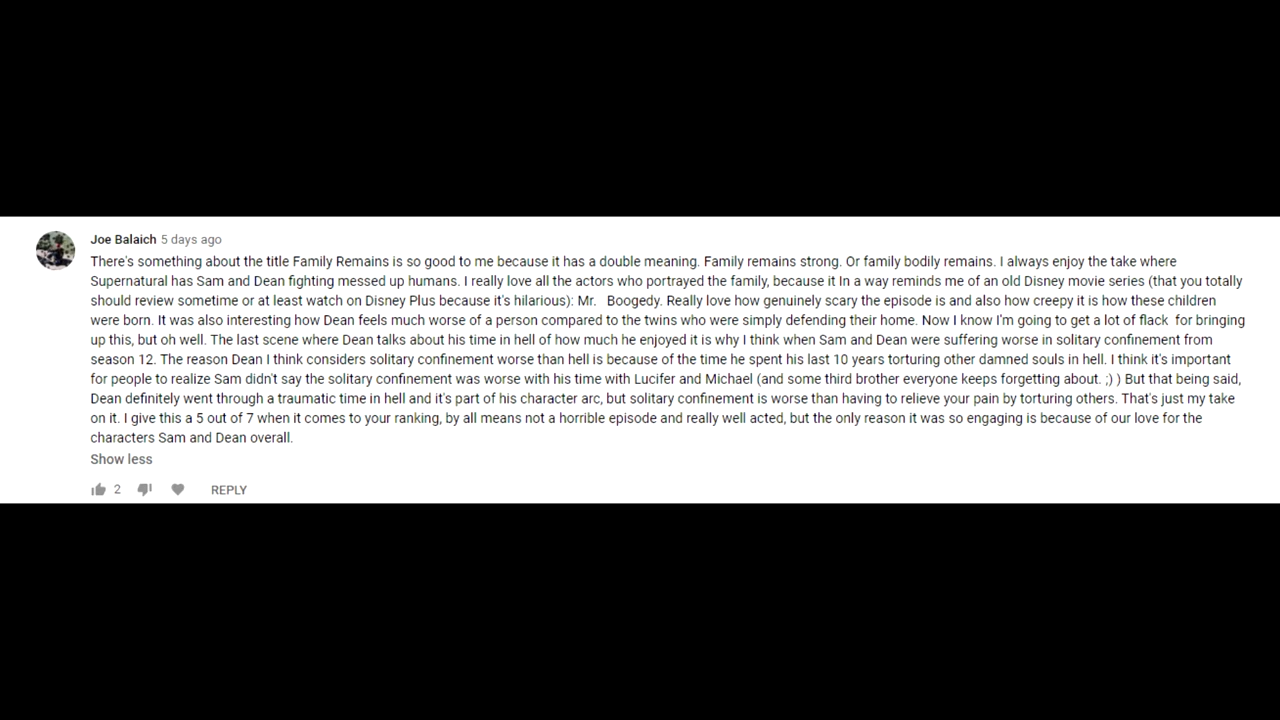 Joe Balaich 5 days ago
There's something about the title Family Remains is so good to me because it has a double meaning. Family remains strong. Or family bodily remains. I always enjoy the take where
Supernatural has Sam and Dean fighting messed up humans. I really love all the actors who portrayed the family, because it In a way reminds me of an old Disney movie series (that you totally
should review sometime or at least watch on Disney Plus because it's hilarious): Mr. Boogedy. Really love how genuinely scary the episode is and also how creepy it is how these children
were born. It was also interesting how Dean feels much worse of a person compared to the twins who were simply defending their home. Now I know I'm going to get a lot of flack for bringing
up this, but oh well. The last scene where Dean talks about his time in hell of how much he enjoyed it is why I think when Sam and Dean were suffering worse in solitary confinement from
season 12. The reason Dean I think considers solitary confinement worse than hell is because of the time he spent his last 10 years torturing other damned souls in hell. I think it's important
for people to realize Sam didn't say the solitary confinement was worse with his time with Lucifer and Michael (and some third brother everyone keeps forgetting about. ;) ) But that being said,
Dean definitely went through a traumatic time in hell and it's part of his character arc, but solitary confinement is worse than having to relieve your pain by torturing others. That's just my take
on it. I give this a 5 out of 7 when it comes to your ranking, by all means not a horrible episode and really well acted, but the only reason it was so engaging is because of our love for the
characters Sam and Dean overall.
Show less
2 REPLY